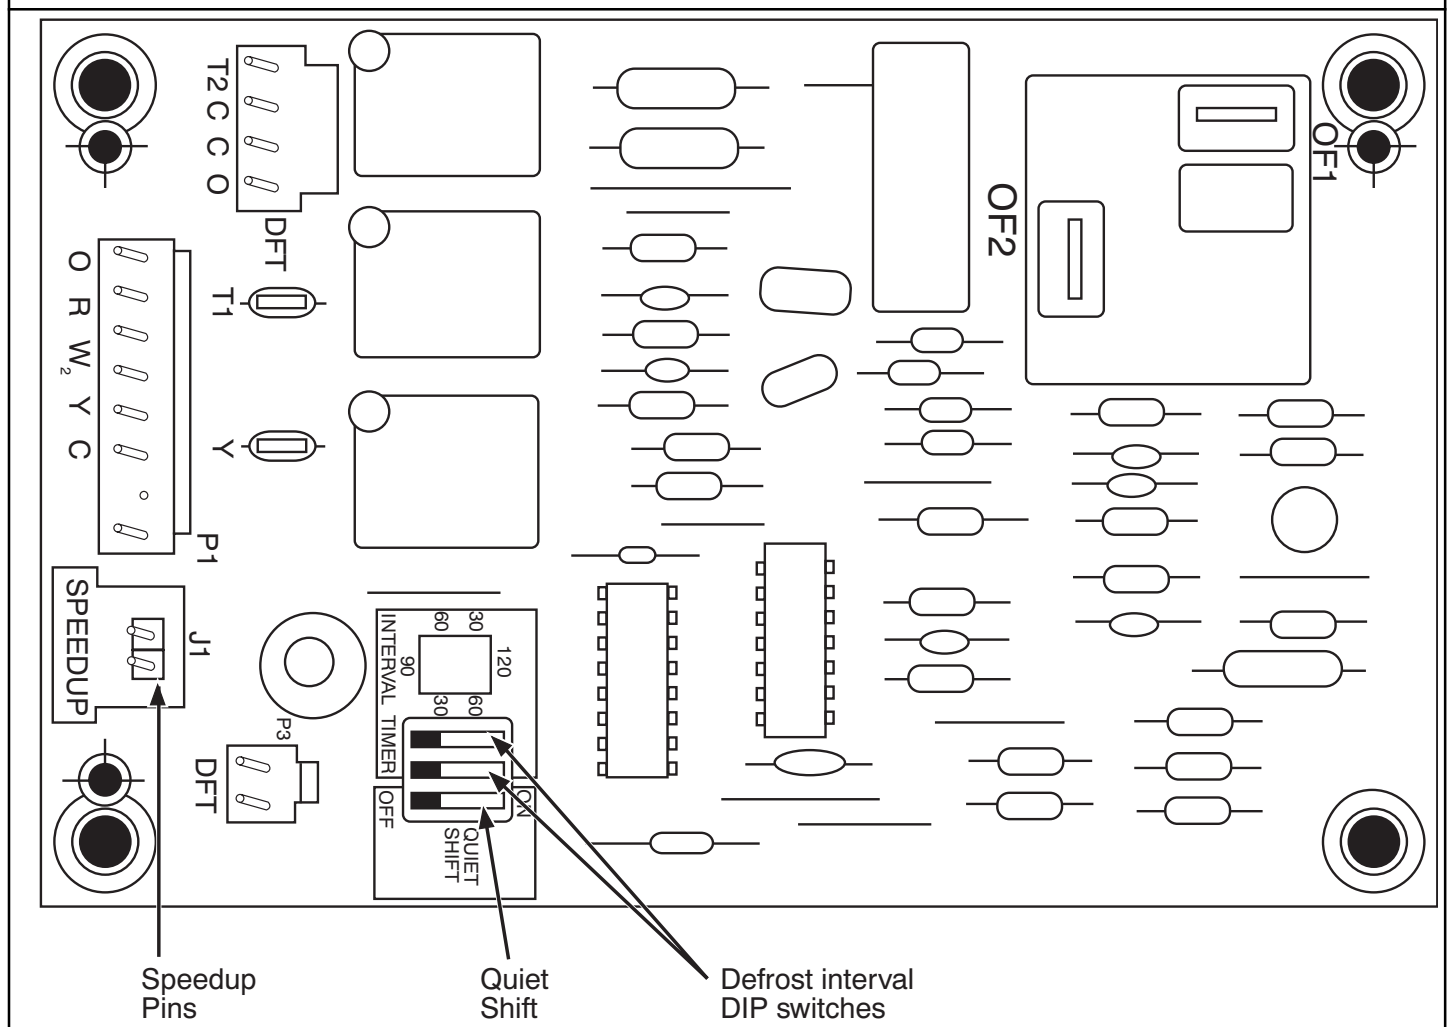 T2 C C O
DFT
OF1
OF2
O R W2 Y C
T1
Y
P1
SPEEDUP
J1
INTERVAL TIMER
60 30
90 120
30 60
P3
DFT
OFF ON
QUIET
SHIFT
Speedup
Pins
Quiet
Shift
Defrost interval
DIP switches